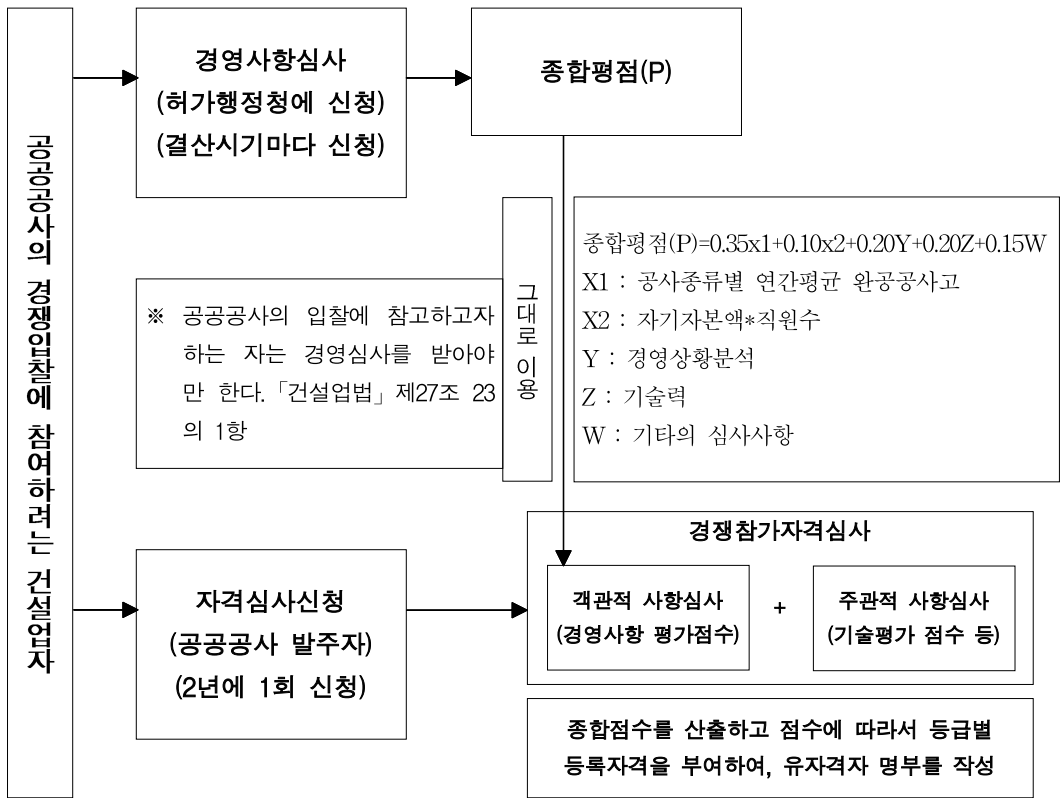 공공공사의 경쟁입찰에 참여하려는 건설업자
경영사항심사
(허가행정청에 신청)
(결산시기마다 신청)
종합평점(P)
※ 공공공사의 입찰에 참고하고자
하는 자는 경영심사를 받아야
만 한다.「건설업법」제27조 23
의 1항
그대로 이용
종합평점(P)=0.35x1+0.10x2+0.20Y+0.20Z+0.15W
X1 : 공사종류별 연간평균 완공공사고
X2 : 자기자본액*직원수
Y : 경영상황분석
Z : 기술력
W : 기타의 심사사항
자격심사신청
(공공공사 발주자)
(2년에 1회 신청)
경쟁참가자격심사
객관적 사항심사
(경영사항 평가점수)
+
주관적 사항심사
(기술평가 점수 등)
종합점수를 산출하고 점수에 따라서 등급별
등록자격을 부여하여, 유자격자 명부를 작성